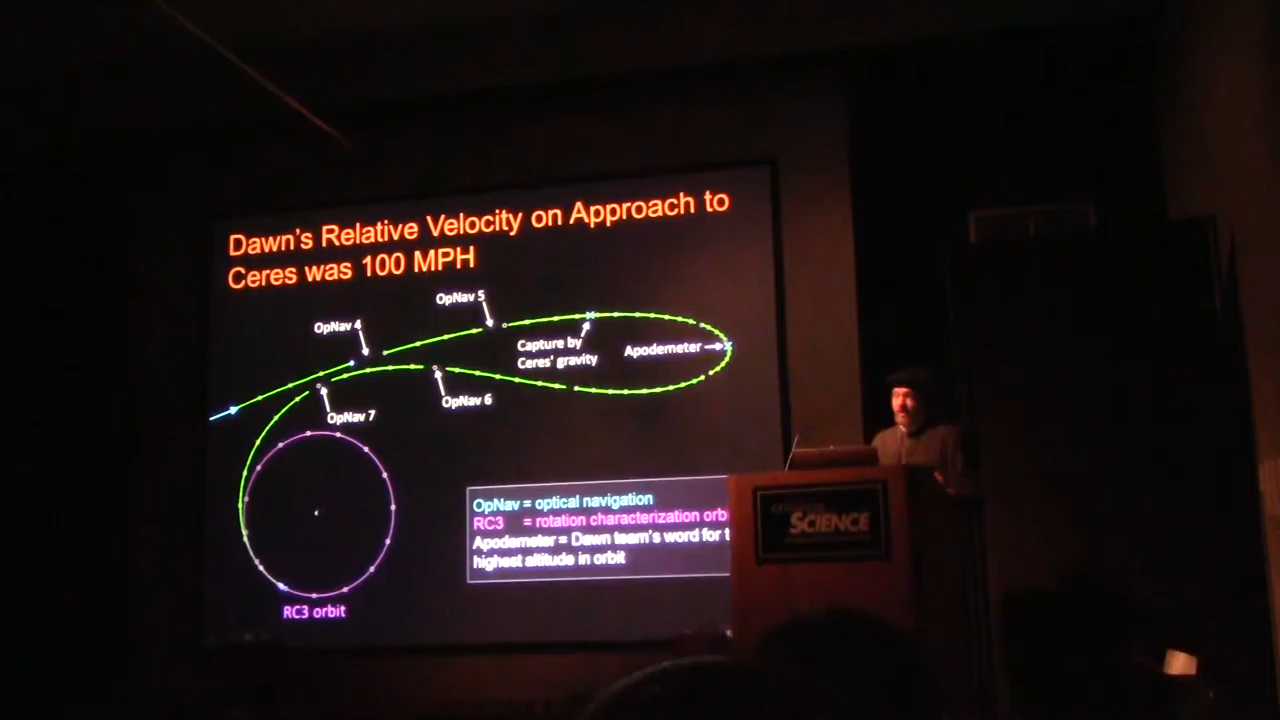 Dawn's Relative Velocity on Approach to
Ceres was 100 MPH
OpNav 5
OpNav 4
Capture by
Ceres' gravity
Apodemeter
OpNav 6
OpNav 7
OpNav = optical navigation
RC3 = rotation characterization orbi
Apodemeter = Dawn team's word for t
highest altitude in orbit
RC3 orbit
SCIENCE